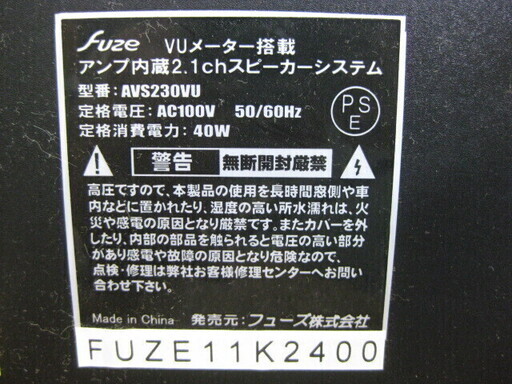 fuze VUメーター搭載
アンプ内蔵2.1chスピーカーシステム
型番：AVS230VU
定格電圧：AC100V 50/60Hz
定格消費電力：40W
PS
E
警告 無断開封厳禁
高圧ですので、本製品の使用を長時間窓側や車
内などに置かれたり、湿度の高い所水濡れは、火
災や感電の原因となり厳禁です。またカバーを外
したり、内部の部品を触られると電圧の高い部分
があり感電や故障の原因となり危険なので、
点検・修理は弊社お客様修理センターへお問い
合わせ下さい。
Made in China 発売元：フューズ株式会社
FUZE11K2400